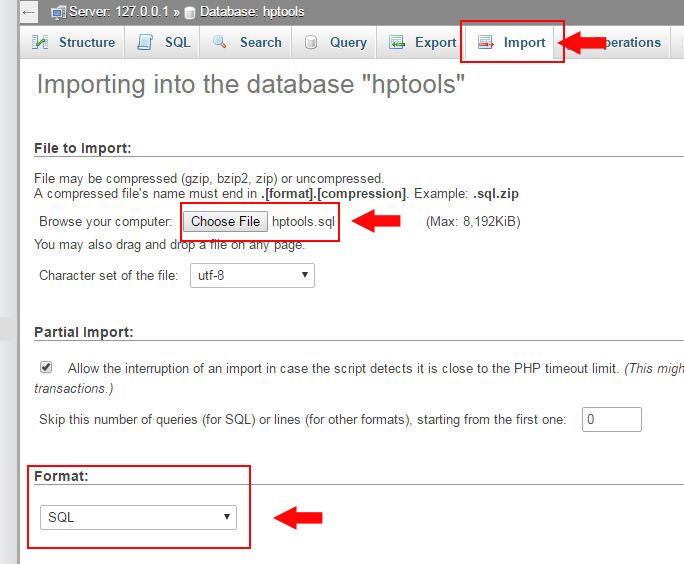 Server: 127.0.0.1 » Database: hptools
Structure SQL Search Query Export Import Operations
Importing into the database "hptools"
File to Import:
File may be compressed (gzip, bzip2, zip) or uncompressed.
A compressed file's name must end in .[format].[compression]. Example: .sql.zip
Browse your computer: Choose File hptools.sql (Max: 8,192KiB)
You may also drag and drop a file on any page.
Character set of the file: utf-8
Partial Import:
Allow the interruption of an import in case the script detects it is close to the PHP timeout limit. (This migh
transactions.)
Skip this number of queries (for SQL) or lines (for other formats), starting from the first one: 0
Format:
SQL